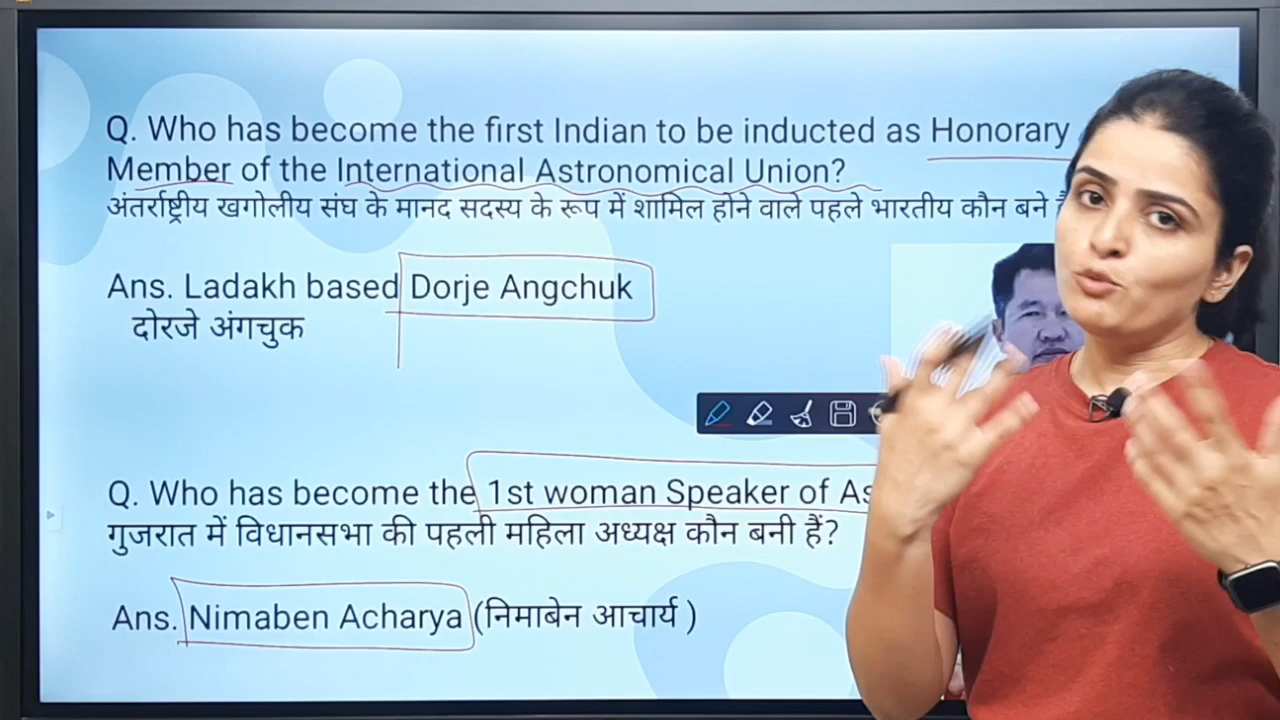 Q. Who has become the first Indian to be inducted as Honorary
Member of the International Astronomical Union?
अंतर्राष्ट्रीय खगोलीय संघ के मानद सदस्य के रूप में शामिल होने वाले पहले भारतीय कौन बने
Ans. Ladakh based Dorje Angchuk
दोरजे अंगचुक
Q. Who has become the 1st woman Speaker of
गुजरात में विधानसभा की पहली महिला अध्यक्ष कौन बनी हैं?
Ans. Nimaben Acharya (निमाबेन आचार्य )